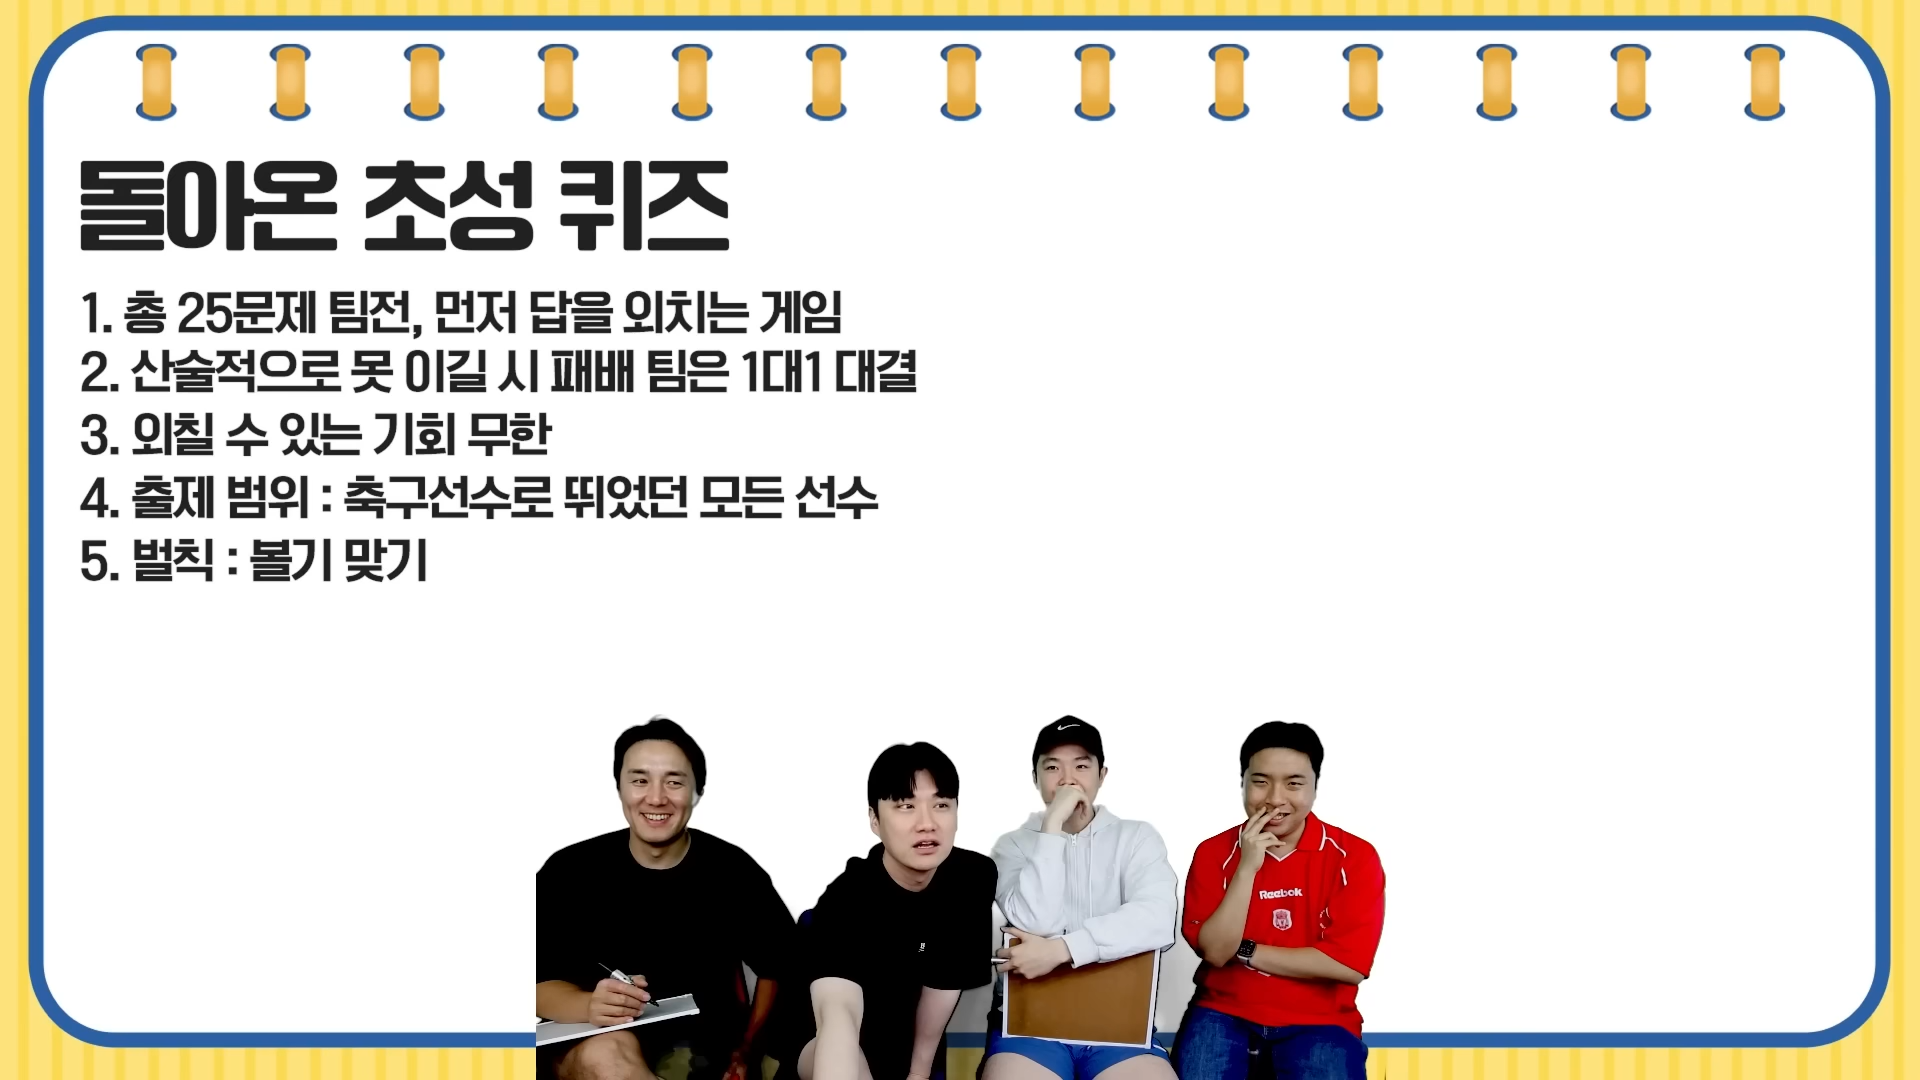 돌아온 초성 퀴즈
1. 총 25문제 팀전, 먼저 답을 외치는 게임
2. 산술적으로 못 이길 시 패배 팀은 1대1 대결
3. 외칠 수 있는 기회 무한
4. 출제 범위 : 축구선수로 뛰었던 모든 선수
5. 벌칙 : 볼기 맞기
Reebok